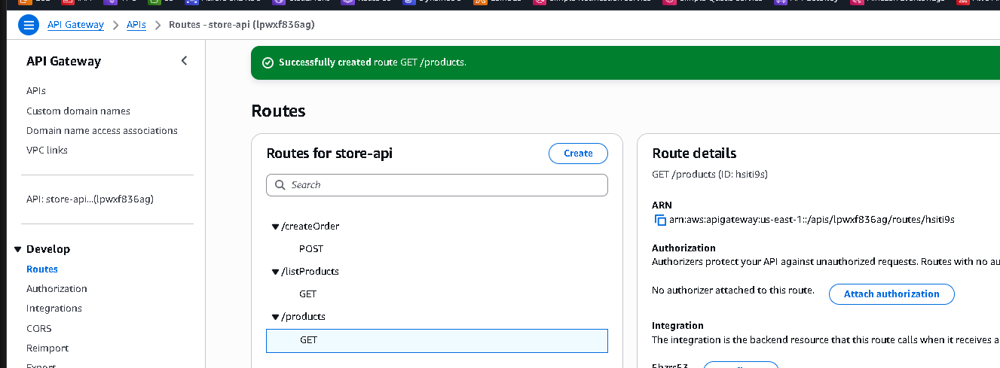 API Gateway
APIs
Routes - store-api (lpwxf836ag)
API Gateway
APIs
Custom domain names
Domain name access associations
VPC links
API: store-api...(lpwxf836ag)
Develop
Routes
Authorization
Integrations
CORS
Reimport
Successfully created route GET /products.
Routes
Routes for store-api
Create
Search
/createOrder
POST
/listProducts
GET
/products
GET
Route details
GET /products (ID: hsiti9s)
ARN
arn:aws:apigateway:us-east-1::/apis/lpwxf836ag/routes/hsiti9s
Authorization
Authorizers protect your API against unauthorized requests. Routes with no au
No authorizer attached to this route.
Attach authorization
Integration
The integration is the backend resource that this route calls when it receives a